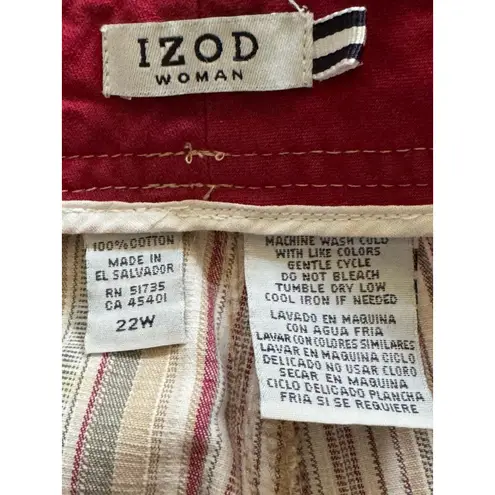 IZOD
WOMAN
100% COTTON
MADE IN
EL SALVADOR
RN 51735
CA 45401
22W
MACHINE WASH COLD
WITH LIKE COLORS
GENTLE CYCLE
DO NOT BLEACH
TUMBLE DRY LOW
COOL IRON IF NEEDED
LAVADO EN MAQUINA
CON AGUA FRIA
LAVAR CON COLORES SIMILARES
LAVAR EN MAQUINA CICLO
DELICADO NO USAR CLORO
SECAR EN MAQUINA
CICLO DELICADO PLANCHA
FRIA SI SE REQUIERE